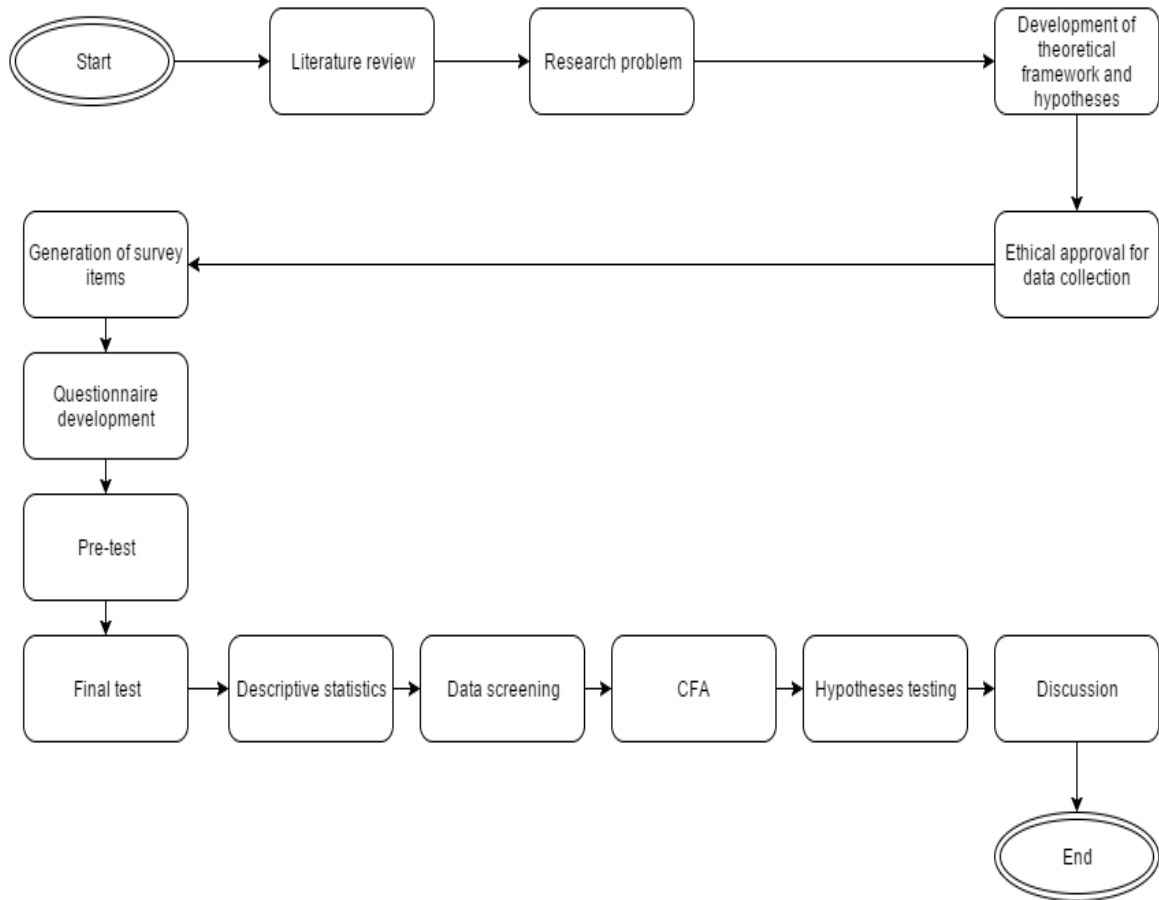 Start
Literature review
Research problem
Development of
theoretical
framework and
hypotheses
Ethical approval for
data collection
Generation of survey
items
Questionnaire
development
Pre-test
Final test
Descriptive statistics
Data screening
CFA
Hypotheses testing
Discussion
End